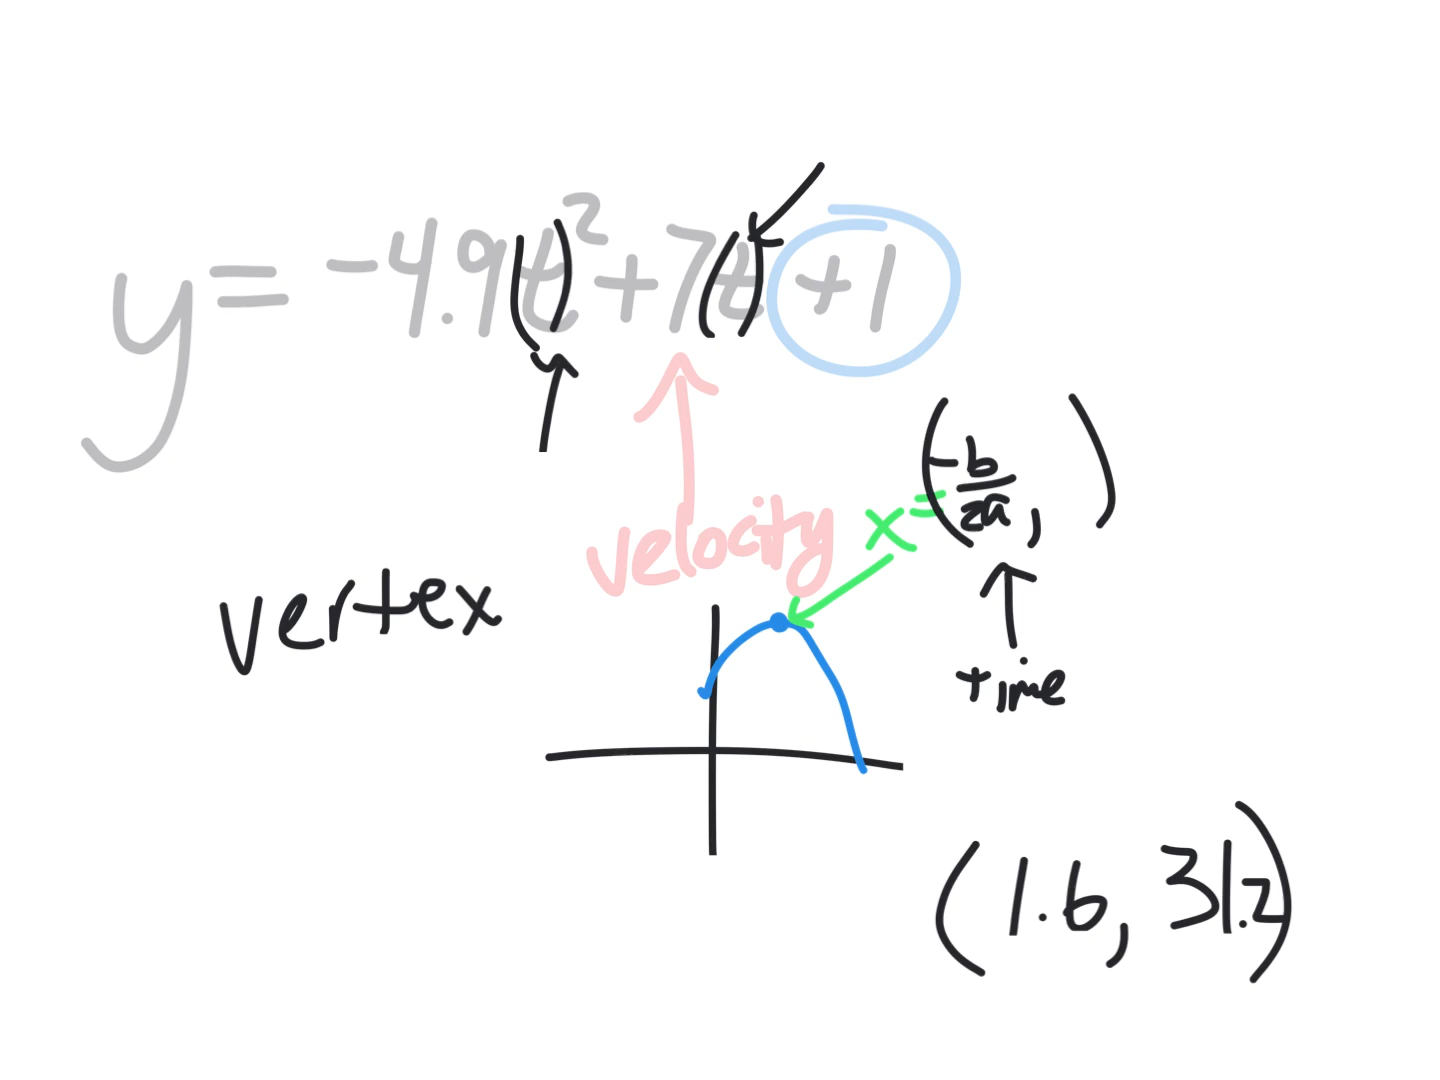 y = -4.9(t)² + 7(t) + 1
velocity
x =
(-b/2a, )
time
vertex
(1.6, 31.2)